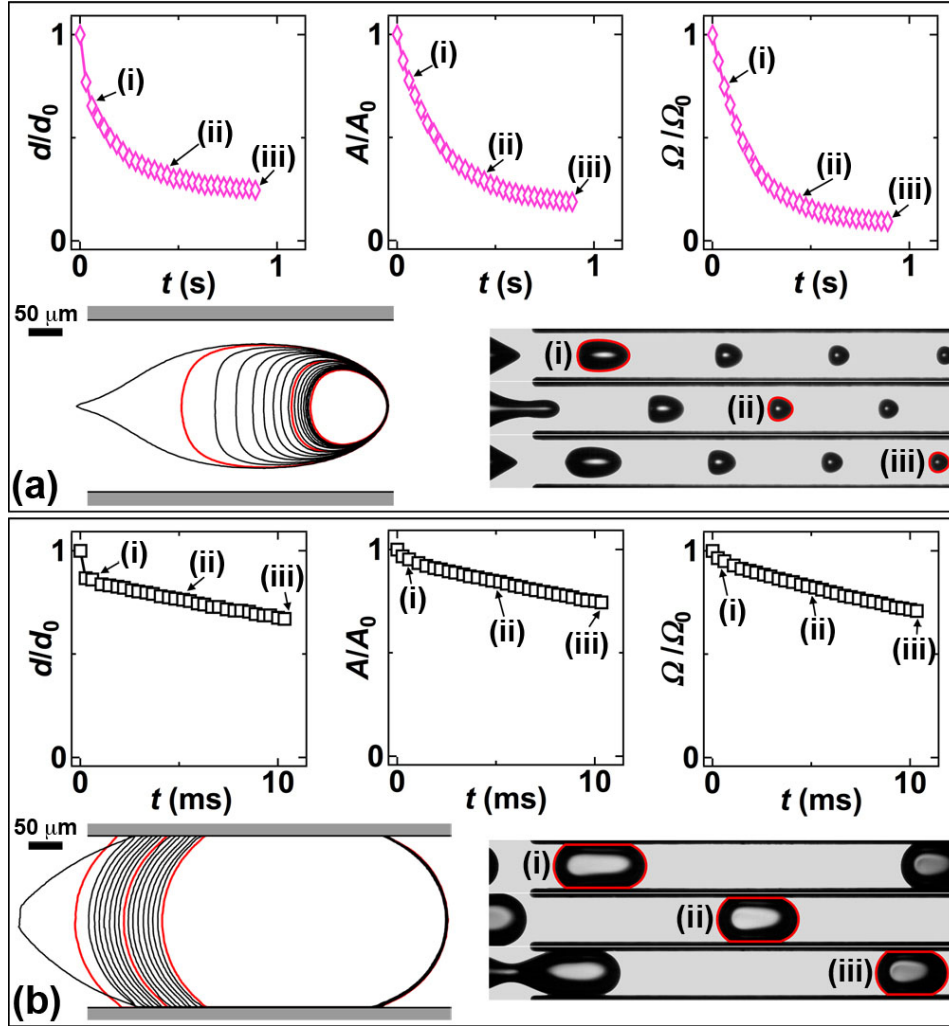 d/d0
1
0
(i)
(ii)
(iii)
0
1
t (s)
A/A0
1
0
(i)
(ii)
(iii)
0
1
t (s)
Ω/Ω0
1
0
(i)
(ii)
(iii)
0
1
t (s)
50 μm
(a)
(i)
(ii)
(iii)
d/d0
1
0
(i)
(ii)
(iii)
0
10
t (ms)
A/A0
1
0
(i)
(ii)
(iii)
0
10
t (ms)
Ω/Ω0
1
0
(i)
(ii)
(iii)
0
10
t (ms)
50 μm
(b)
(i)
(ii)
(iii)